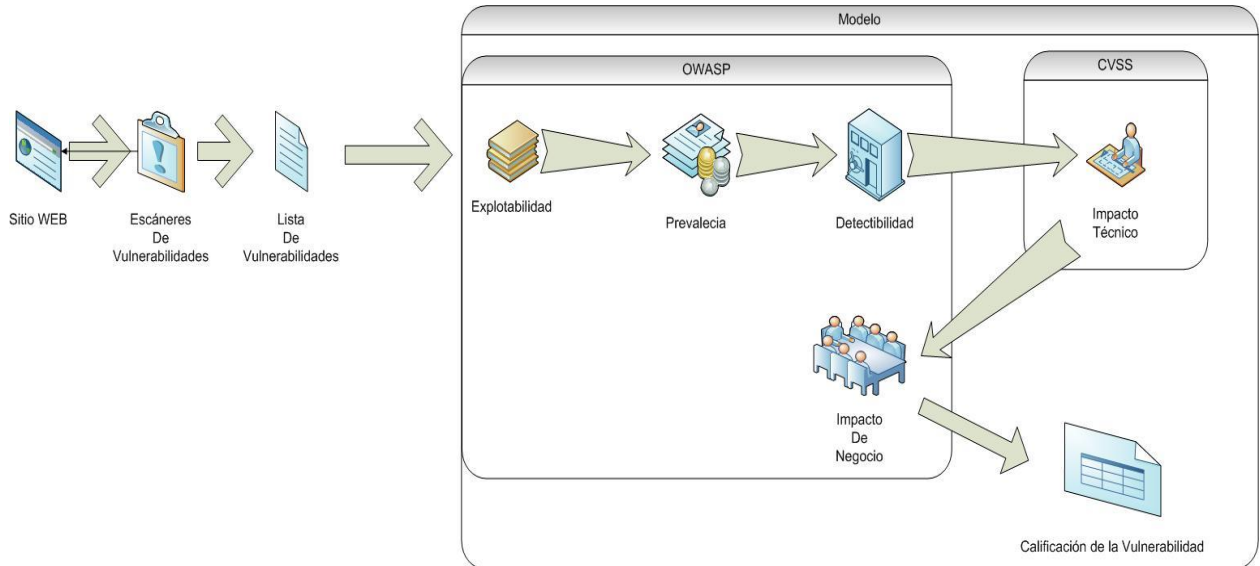 Modelo
OWASP
CVSS
Sitio WEB
Escáneres
De
Vulnerabilidades
Lista
De
Vulnerabilidades
Explotabilidad
Prevalecia
Detectibilidad
Impacto
Técnico
Impacto
De
Negocio
Calificación de la Vulnerabilidad